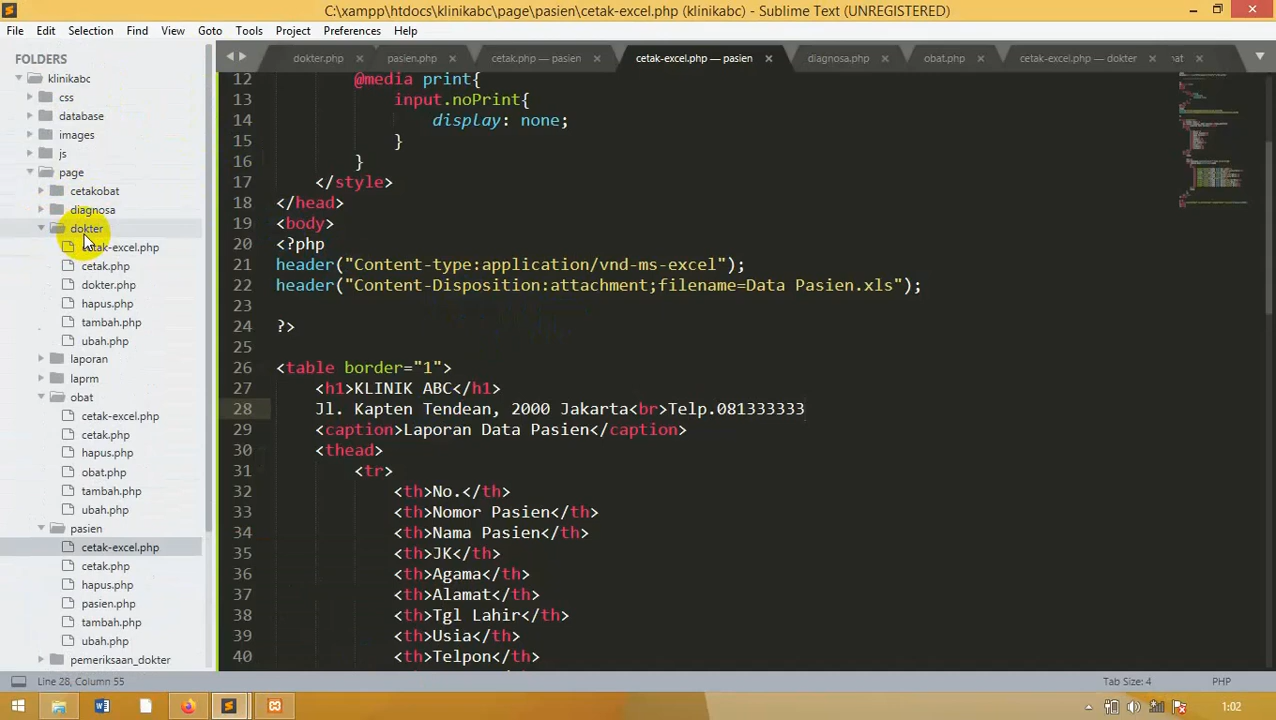 C:\xampp\htdocs\klinikabc\page\pasien\cetak-excel.php (klinikabc) - Sublime Text (UNREGISTERED)
File Edit Selection Find View Goto Tools Project Preferences Help
FOLDERS
klinikabc
css
database
images
js
page
cetakobat
diagnosa
dokter
cetak-excel.php
cetak.php
dokter.php
hapus.php
tambah.php
ubah.php
laporan
laprm
obat
cetak-excel.php
cetak.php
hapus.php
obat.php
tambah.php
ubah.php
pasien
cetak-excel.php
cetak.php
hapus.php
pasien.php
tambah.php
ubah.php
pemeriksaan_dokter
dokter.php pasien.php cetak.php — pasien cetak-excel.php — pasien diagnosa.php obat.php cetak-excel.php — dokter
12 @media print{
13 input.noPrint{
14 display: none;
15 }
16 }
17 </style>
18 </head>
19 <body>
20 <?php
21 header("Content-type:application/vnd-ms-excel");
22 header("Content-Disposition:attachment;filename=Data Pasien.xls");
23
24 ?>
25
26 <table border="1">
27 <h1>KLINIK ABC</h1>
28 Jl. Kapten Tendean, 2000 Jakarta<br>Telp.081333333
29 <caption>Laporan Data Pasien</caption>
30 <thead>
31 <tr>
32 <th>No.</th>
33 <th>Nomor Pasien</th>
34 <th>Nama Pasien</th>
35 <th>JK</th>
36 <th>Agama</th>
37 <th>Alamat</th>
38 <th>Tgl Lahir</th>
39 <th>Usia</th>
40 <th>Telpon</th>
Line 28, Column 55
Tab Size: 4
PHP
1:02